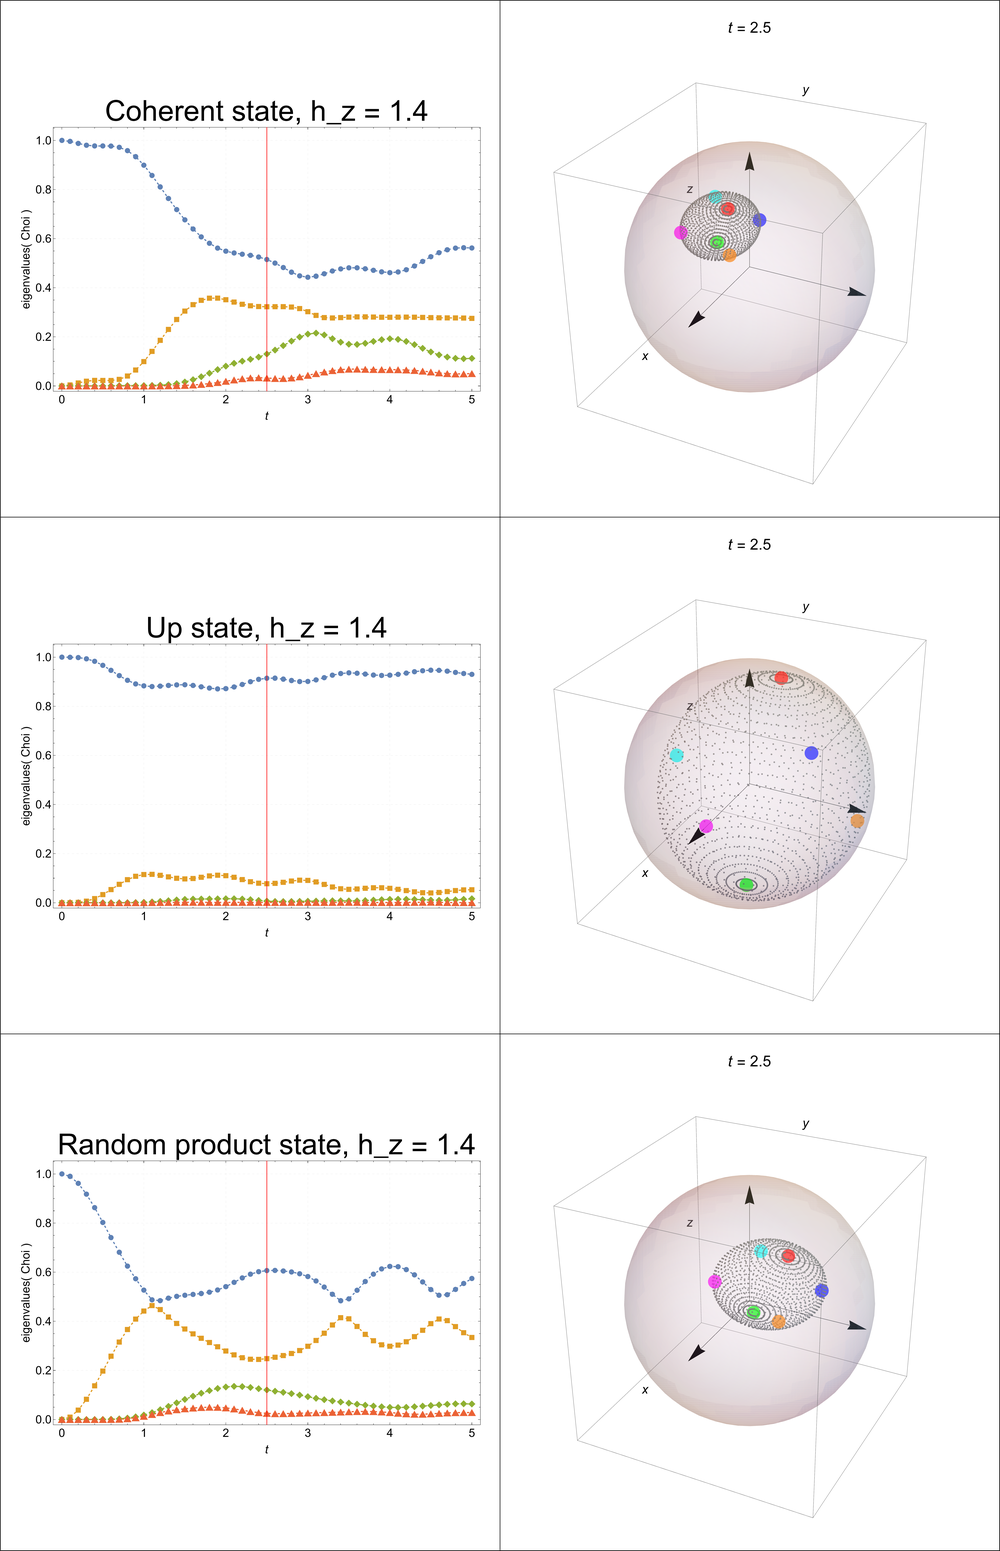 t = 2.5
y
Coherent state, h_z = 1.4
1.0
0.8
0.6
0.4
0.2
0.0
eigenvalues( Choi )
0 1 2 3 4 5
t
z
x
t = 2.5
y
Up state, h_z = 1.4
1.0
0.8
0.6
0.4
0.2
0.0
eigenvalues( Choi )
0 1 2 3 4 5
t
z
x
t = 2.5
y
Random product state, h_z = 1.4
1.0
0.8
0.6
0.4
0.2
0.0
eigenvalues( Choi )
0 1 2 3 4 5
t
z
x